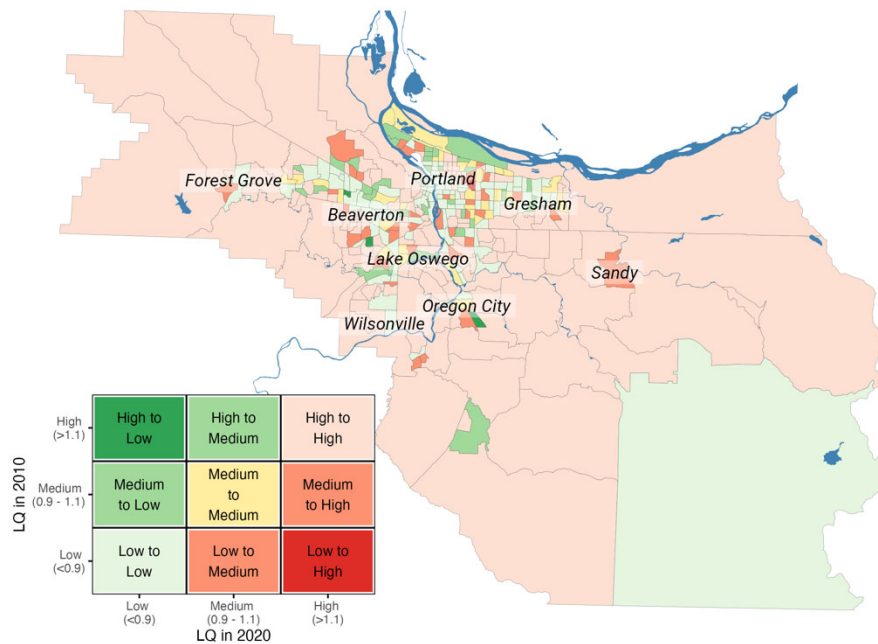 Forest Grove
Portland
Beaverton
Gresham
Lake Oswego
Sandy
Oregon City
Wilsonville
LQ in 2010
High
(>1.1)
High to
Low
High to
Medium
High to
High
Medium
(0.9 - 1.1)
Medium
to Low
Medium
to
Medium
Medium
to High
Low
(<0.9)
Low to
Low
Low to
Medium
Low to
High
Low
(<0.9)
Medium
(0.9 - 1.1)
High
(>1.1)
LQ in 2020